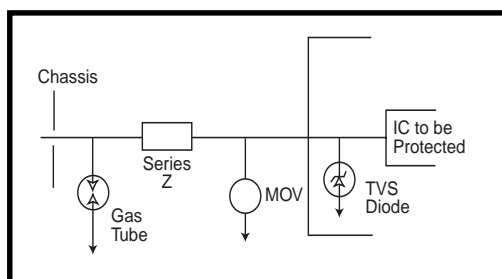 Chassis
Series
Z
Gas
Tube
MOV
TVS
Diode
IC to be
Protected